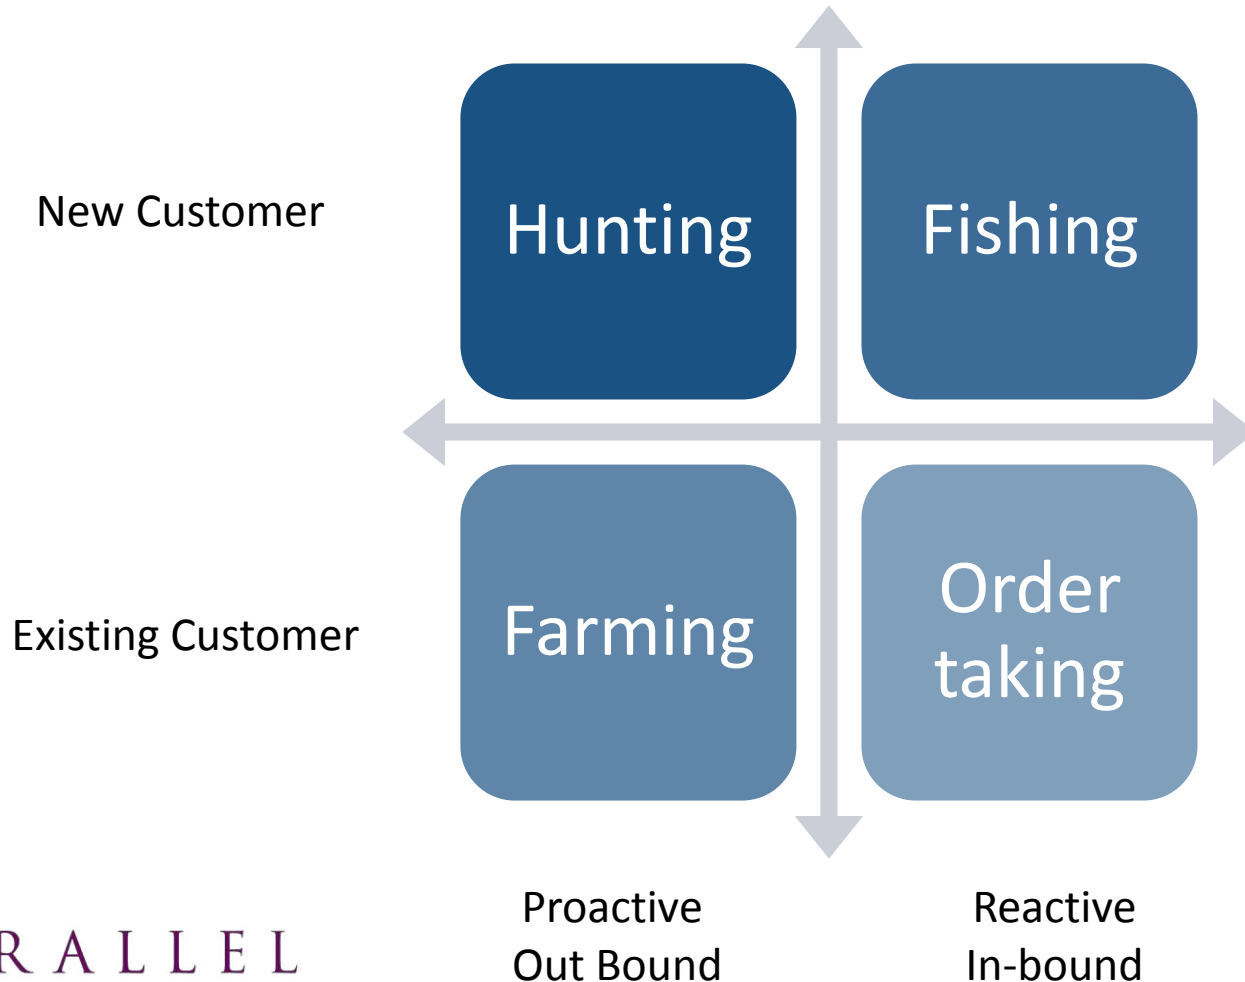 New Customer
Hunting
Fishing
Existing Customer
Farming
Order
taking
Proactive
Out Bound
Reactive
In-bound
RALLEL